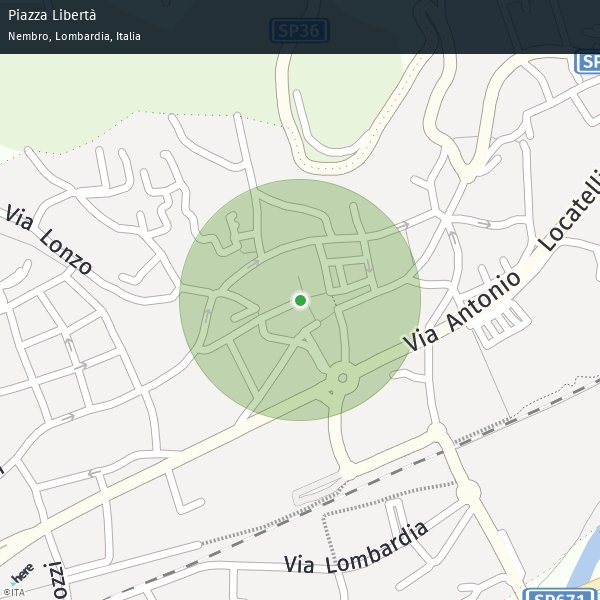 Piazza Libertà
Nembro, Lombardia, Italia
SP36
SP
Via Lonzo
Locatelli
Via Antonio
Via Lombardia
izzo
here
©ITA
SP671